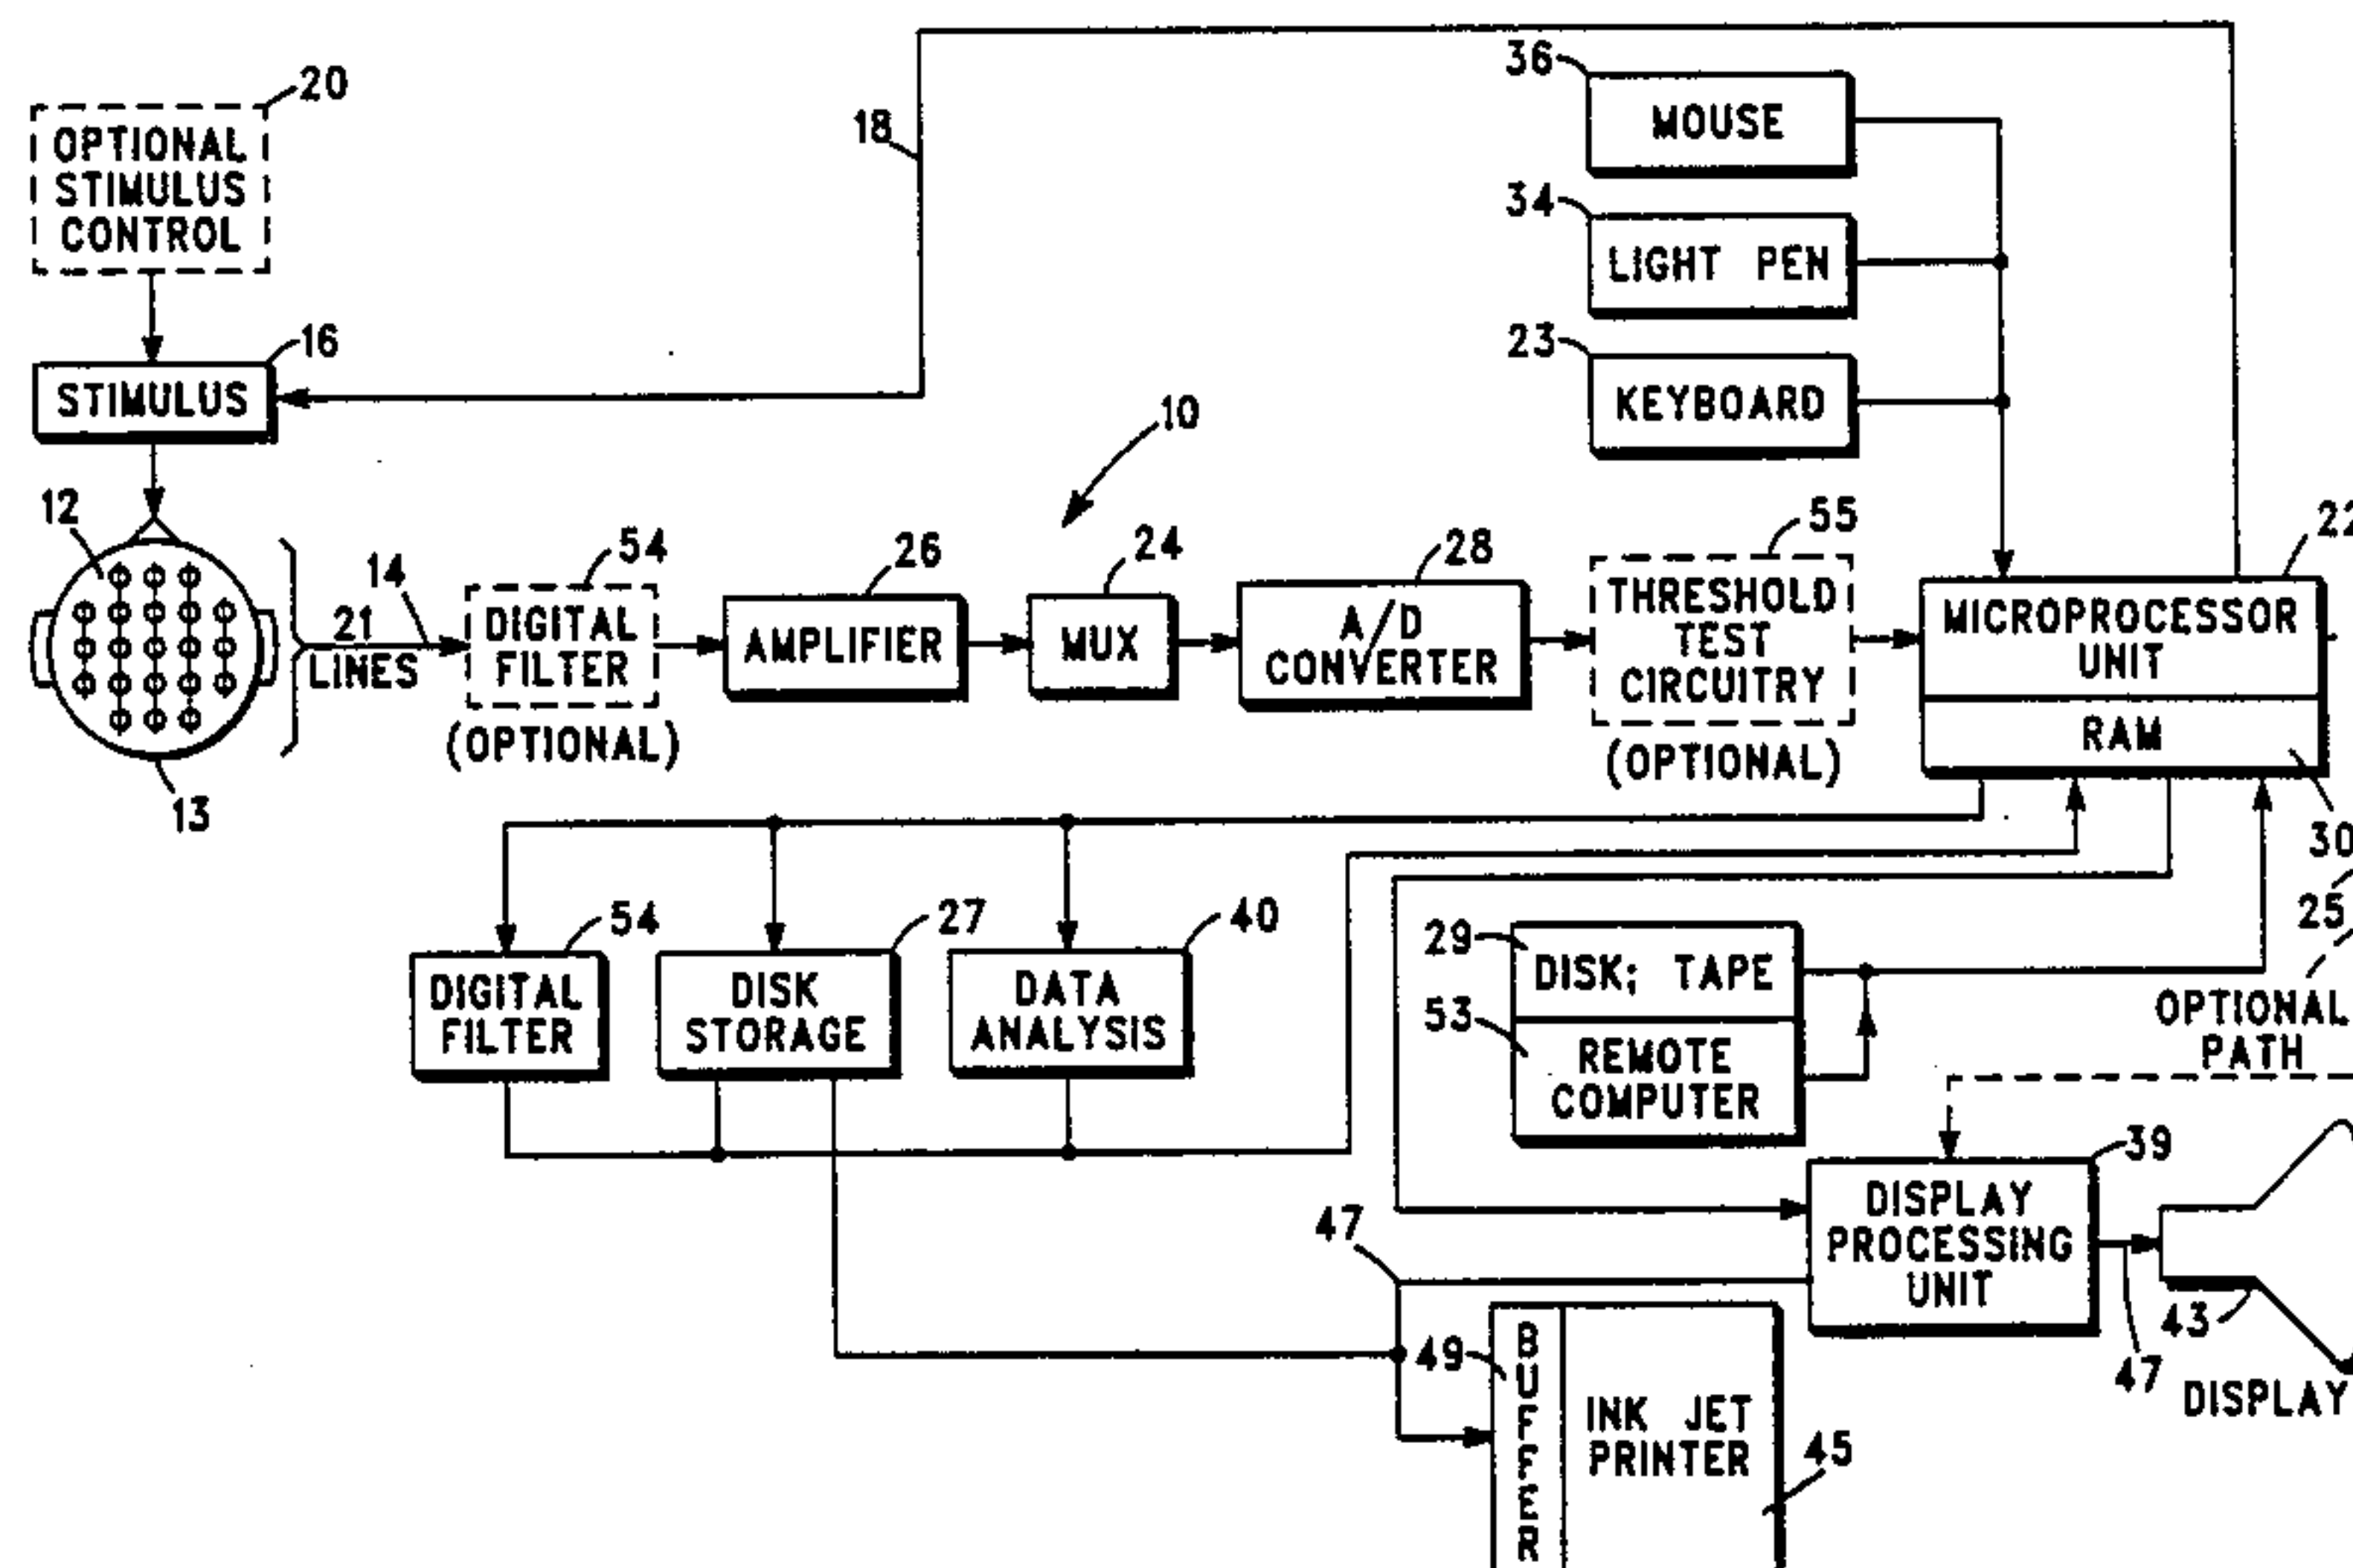 20
OPTIONAL
STIMULUS
CONTROL
16
STIMULUS
18
10
36
MOUSE
34
LIGHT PEN
23
KEYBOARD
12
13
21
LINES
14
54
DIGITAL
FILTER
(OPTIONAL)
26
AMPLIFIER
24
MUX
28
A/D
CONVERTER
55
THRESHOLD
TEST
CIRCUITRY
(OPTIONAL)
22
MICROPROCESSOR
UNIT
RAM
30
54
DIGITAL
FILTER
27
DISK
STORAGE
40
DATA
ANALYSIS
29
DISK; TAPE
53
REMOTE
COMPUTER
25
OPTIONAL
PATH
39
DISPLAY
PROCESSING
UNIT
47
43
47
DISPLAY
49
BUFFER
INK JET
PRINTER
45